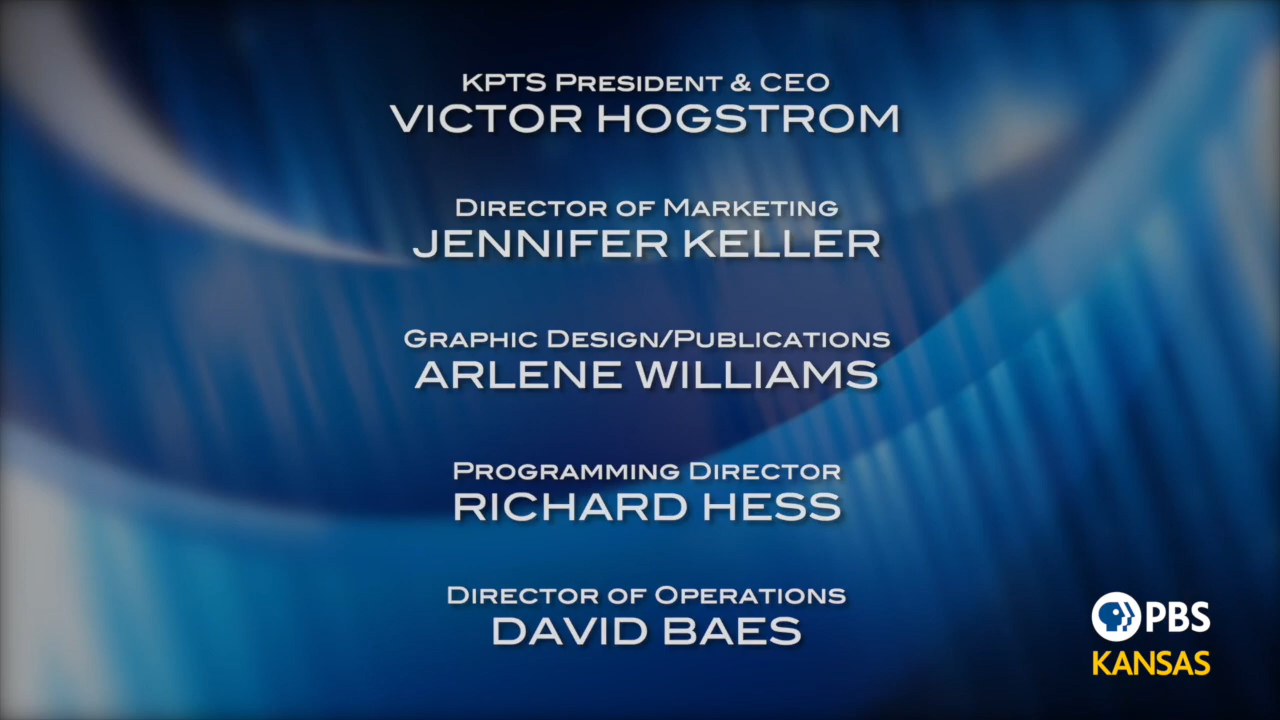 KPTS President & CEO
VICTOR HOGSTROM
Director of Marketing
JENNIFER KELLER
Graphic Design/Publications
ARLENE WILLIAMS
Programming Director
RICHARD HESS
Director of Operations
DAVID BAES
PBS
KANSAS